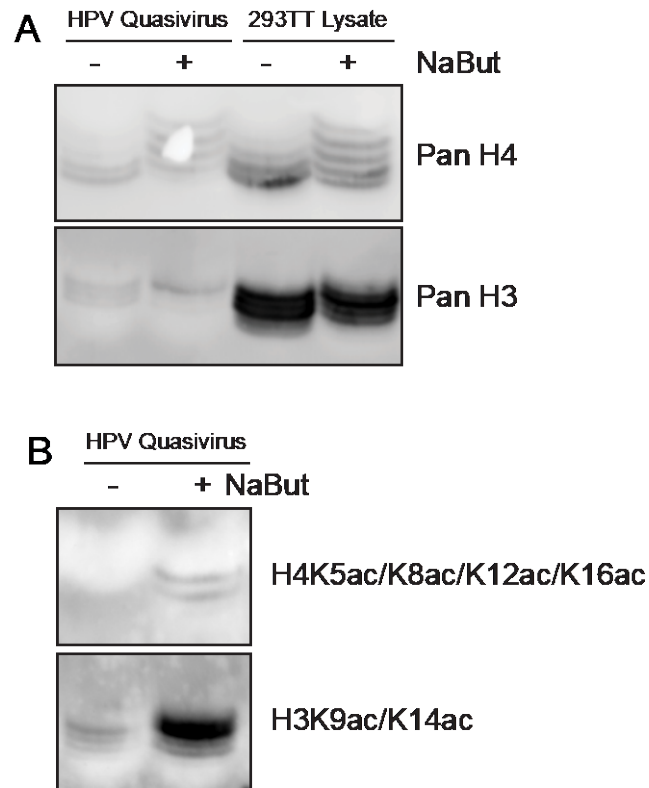 A
HPV Quasivirus 293TT Lysate
- + - + NaBut
Pan H4
Pan H3
B
HPV Quasivirus
- + NaBut
H4K5ac/K8ac/K12ac/K16ac
H3K9ac/K14ac